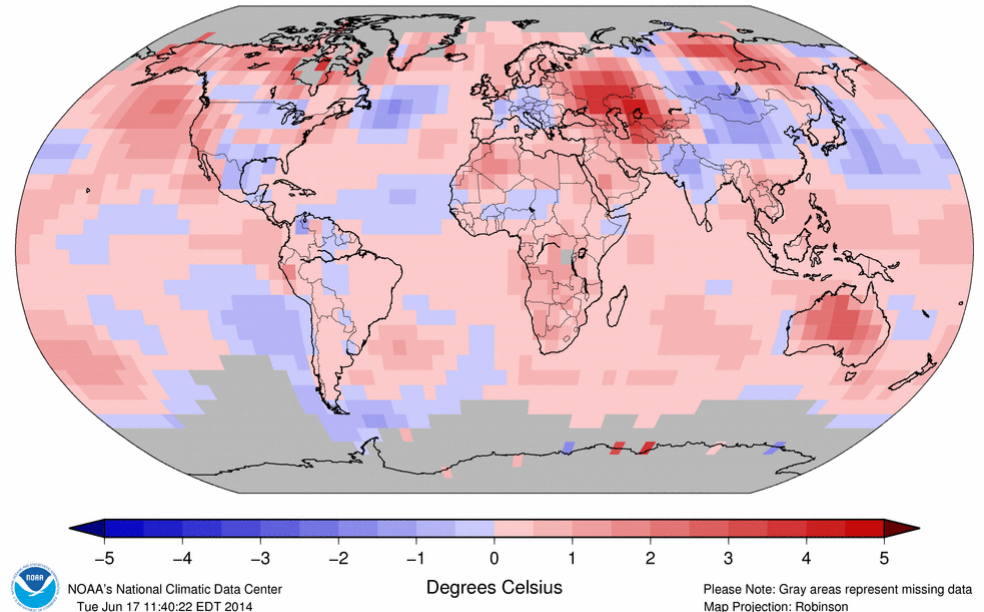 −5 −4 −3 −2 −1 0 1 2 3 4 5
Degrees Celsius
NOAA
NOAA's National Climatic Data Center
Tue Jun 17 11:40:22 EDT 2014
Please Note: Gray areas represent missing data
Map Projection: Robinson